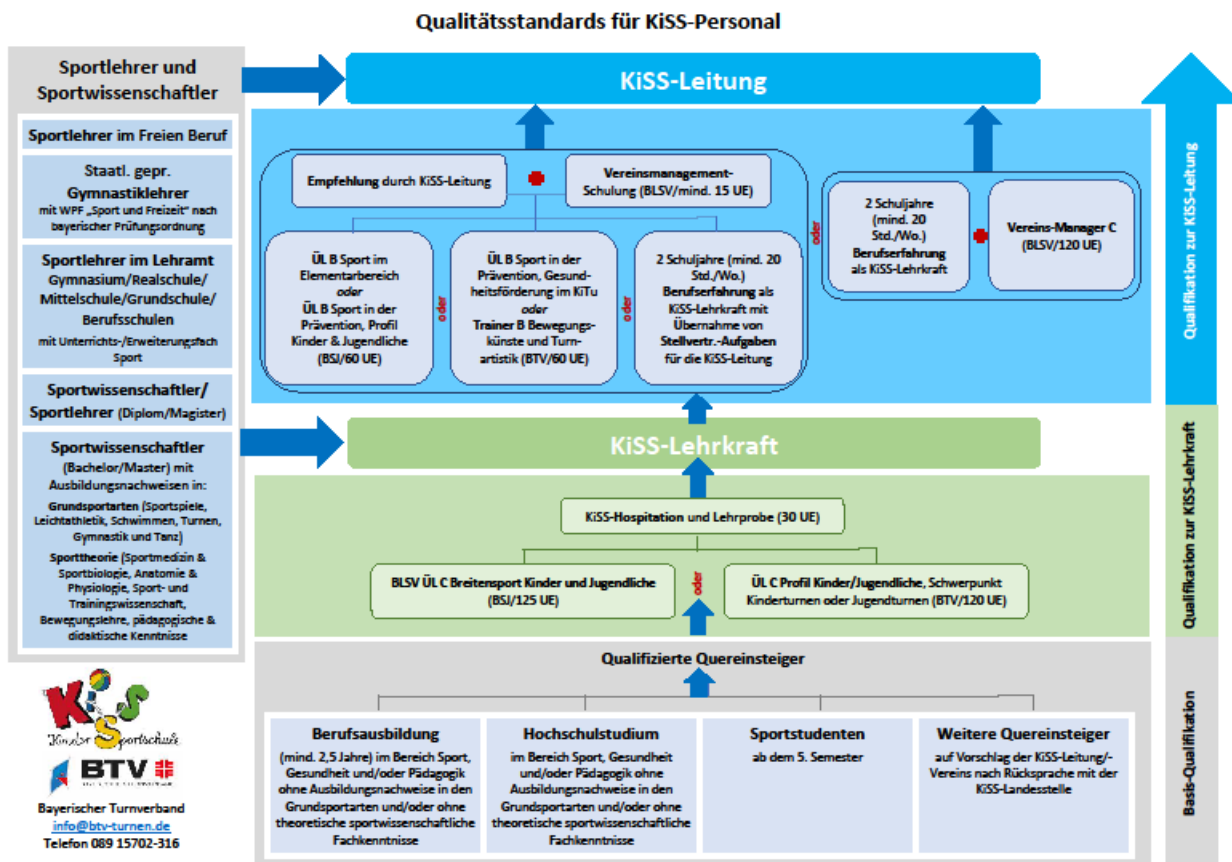 Qualitätsstandards für KiSS-Personal
Sportlehrer und
Sportwissenschaftler
Sportlehrer im Freien Beruf
Staatl. gepr.
Gymnastiklehrer
mit WPF „Sport und Freizeit" nach
bayerischer Prüfungsordnung
Sportlehrer im Lehramt
Gymnasium/Realschule/
Mittelschule/Grundschule/
Berufsschulen
mit Unterrichts-/Erweiterungsfach
Sport
Sportwissenschaftler/
Sportlehrer (Diplom/Magister)
Sportwissenschaftler
(Bachelor/Master) mit
Ausbildungsnachweisen in:
Grundsportarten (Sportspiele,
Leichtathletik, Schwimmen, Turnen,
Gymnastik und Tanz)
Sporttheorie (Sportmedizin &
Sportbiologie, Anatomie &
Physiologie, Sport- und
Trainingswissenschaft,
Bewegungslehre, pädagogische &
didaktische Kenntnisse
KiSS-Leitung
Empfehlung durch KiSS-Leitung
Vereinsmanagement-
Schulung (BLSV/mind. 15 UE)
ÜL B Sport im
Elementarbereich
oder
ÜL B Sport in der
Prävention, Profil
Kinder & Jugendliche
(BSJ/60 UE)
oder
ÜL B Sport in der
Prävention, Gesund-
heitsförderung im KiTu
oder
Trainer B Bewegungs-
künste und Turn-
artistik (BTV/60 UE)
oder
2 Schuljahre (mind. 20
Std./Wo.)
Berufserfahrung als
KiSS-Lehrkraft mit
Übernahme von
Stellvertr.-Aufgaben
für die KiSS-Leitung
oder
2 Schuljahre
(mind. 20
Std./Wo.)
Berufserfahrung
als KiSS-Lehrkraft
Vereins-Manager C
(BLSV/120 UE)
Qualifikation zur KiSS-Leitung
KiSS-Lehrkraft
KiSS-Hospitation und Lehrprobe (30 UE)
BLSV ÜL C Breitensport Kinder und Jugendliche
(BSJ/125 UE)
oder
ÜL C Profil Kinder/Jugendliche, Schwerpunkt
Kinderturnen oder Jugendturnen (BTV/120 UE)
Qualifikation zur KiSS-Lehrkraft
Qualifizierte Quereinsteiger
Berufsausbildung
(mind. 2,5 Jahre) im Bereich Sport,
Gesundheit und/oder Pädagogik
ohne Ausbildungsnachweise in den
Grundsportarten und/oder ohne
theoretische sportwissenschaftliche
Fachkenntnisse
Hochschulstudium
im Bereich Sport, Gesundheit
und/oder Pädagogik ohne
Ausbildungsnachweise in den
Grundsportarten und/oder ohne
theoretische sportwissenschaftliche
Fachkenntnisse
Sportstudenten
ab dem 5. Semester
Weitere Quereinsteiger
auf Vorschlag der KiSS-Leitung/-
Vereins nach Rücksprache mit der
KiSS-Landesstelle
Basis-Qualifikation
KiSS
Kinder Sportschule
BTV
Bayerischer Turnverband
info@btv-turnen.de
Telefon 089 15702-316